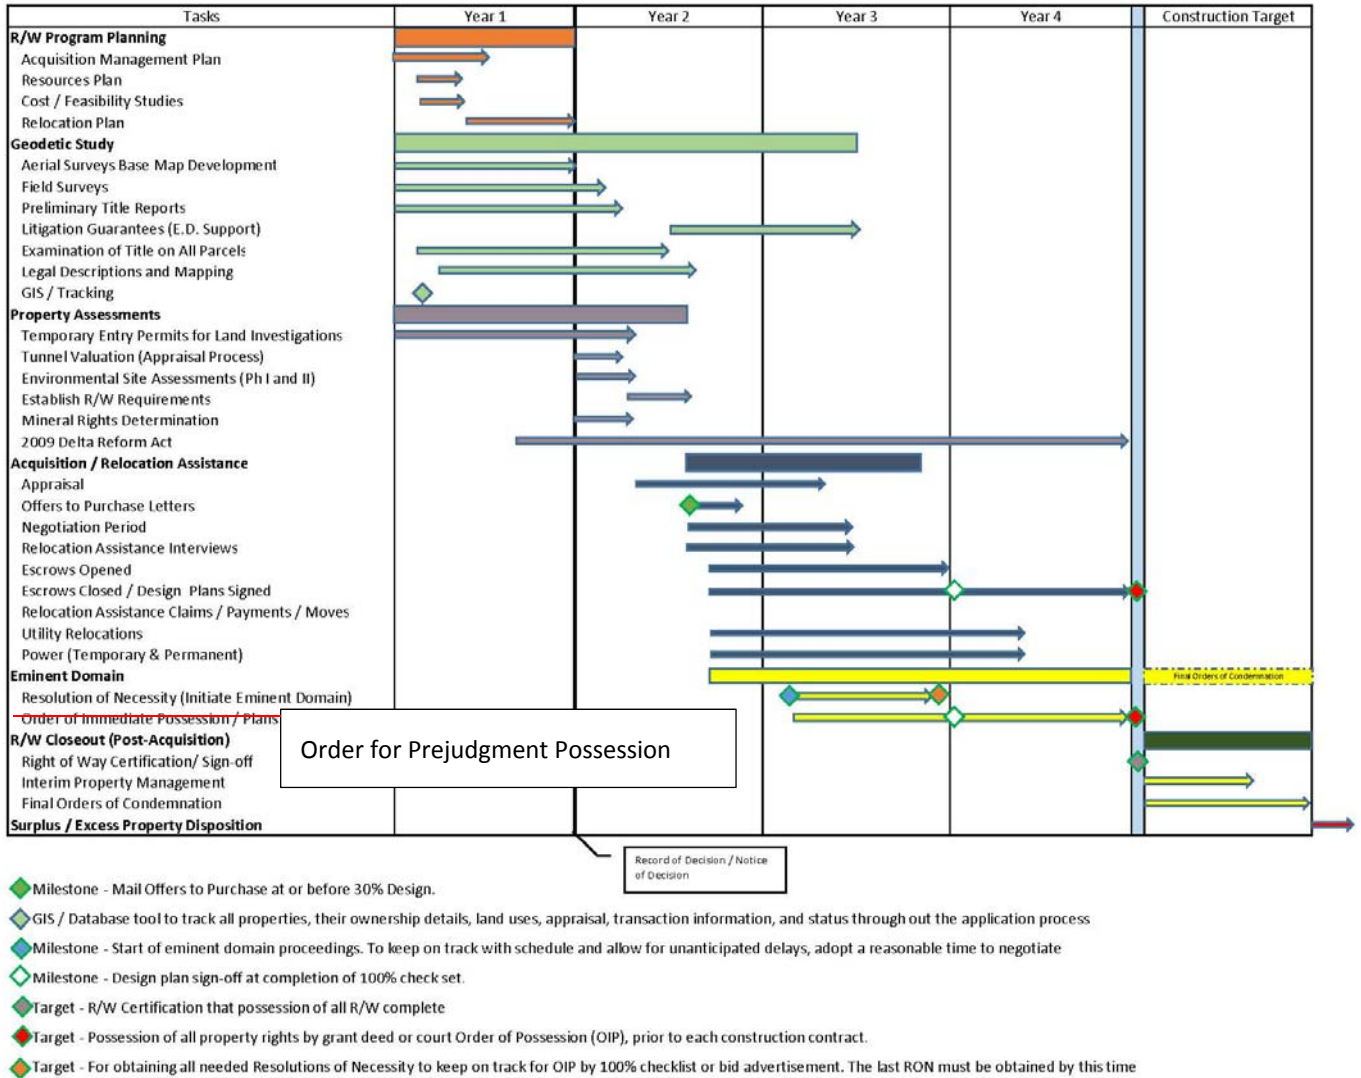 Tasks Year 1 Year 2 Year 3 Year 4 Construction Target
R/W Program Planning
Acquisition Management Plan
Resources Plan
Cost / Feasibility Studies
Relocation Plan
Geodetic Study
Aerial Surveys Base Map Development
Field Surveys
Preliminary Title Reports
Litigation Guarantees (E.D. Support)
Examination of Title on All Parcels
Legal Descriptions and Mapping
GIS / Tracking
Property Assessments
Temporary Entry Permits for Land Investigations
Tunnel Valuation (Appraisal Process)
Environmental Site Assessments (Ph I and II)
Establish R/W Requirements
Mineral Rights Determination
2009 Delta Reform Act
Acquisition / Relocation Assistance
Appraisal
Offers to Purchase Letters
Negotiation Period
Relocation Assistance Interviews
Escrows Opened
Escrows Closed / Design Plans Signed
Relocation Assistance Claims / Payments / Moves
Utility Relocations
Power (Temporary & Permanent)
Eminent Domain
Final Orders of Condemnation
Resolution of Necessity (Initiate Eminent Domain)
Order of Immediate Possession / Plans
Order for Prejudgment Possession
R/W Closeout (Post-Acquisition)
Right of Way Certification/ Sign-off
Interim Property Management
Final Orders of Condemnation
Surplus / Excess Property Disposition
Record of Decision / Notice
of Decision
Milestone - Mail Offers to Purchase at or before 30% Design.
GIS / Database tool to track all properties, their ownership details, land uses, appraisal, transaction information, and status through out the application process
Milestone - Start of eminent domain proceedings. To keep on track with schedule and allow for unanticipated delays, adopt a reasonable time to negotiate
Milestone - Design plan sign-off at completion of 100% check set.
Target - R/W Certification that possession of all R/W complete
Target - Possession of all property rights by grant deed or court Order of Possession (OIP), prior to each construction contract.
Target - For obtaining all needed Resolutions of Necessity to keep on track for OIP by 100% checklist or bid advertisement. The last RON must be obtained by this time